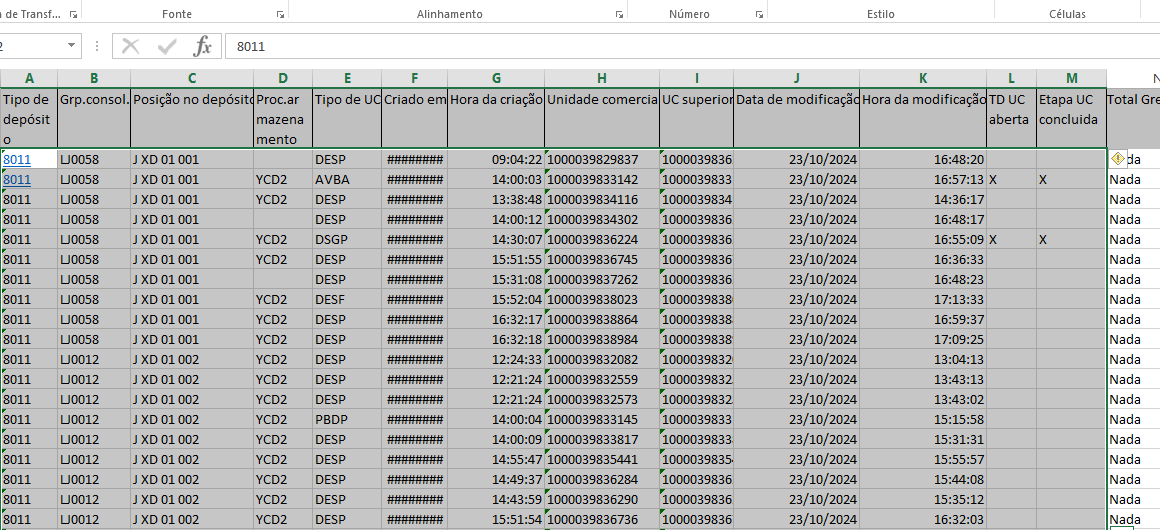 de Transf... Fonte Alinhamento Número Estilo Células
2 fx 8011
A B C D E F G H I J K L M N
Tipo de depósito Grp.consol. Posição no depósito Proc.armazenamento Tipo de UC Criado em Hora da criação Unidade comercia UC superior Data de modificação Hora da modificação TD UC aberta Etapa UC concluida Total Gre
8011 LJ0058 J XD 01 001 DESP ######## 09:04:22 1000039829837 1000039836 23/10/2024 16:48:20 da
8011 LJ0058 J XD 01 001 YCD2 AVBA ######## 14:00:03 1000039833142 1000039833 23/10/2024 16:57:13 X X Nada
8011 LJ0058 J XD 01 001 YCD2 DESP ######## 13:38:48 1000039834116 1000039834 23/10/2024 14:36:17 Nada
8011 LJ0058 J XD 01 001 DESP ######## 14:00:12 1000039834302 1000039836 23/10/2024 16:48:17 Nada
8011 LJ0058 J XD 01 001 YCD2 DSGP ######## 14:30:07 1000039836224 1000039836 23/10/2024 16:55:09 X X Nada
8011 LJ0058 J XD 01 001 YCD2 DESP ######## 15:51:55 1000039836745 1000039836 23/10/2024 16:36:33 Nada
8011 LJ0058 J XD 01 001 DESP ######## 15:31:08 1000039837262 1000039836 23/10/2024 16:48:23 Nada
8011 LJ0058 J XD 01 001 YCD2 DESF ######## 15:52:04 1000039838023 100003983 23/10/2024 17:13:33 Nada
8011 LJ0058 J XD 01 001 YCD2 DESP ######## 16:32:17 1000039838864 100003983 23/10/2024 16:59:37 Nada
8011 LJ0058 J XD 01 001 YCD2 DESP ######## 16:32:18 1000039838984 100003983 23/10/2024 17:09:25 Nada
8011 LJ0012 J XD 01 002 YCD2 DESP ######## 12:24:33 1000039832082 100003983 23/10/2024 13:04:13 Nada
8011 LJ0012 J XD 01 002 YCD2 DESP ######## 12:21:24 1000039832559 1000039832 23/10/2024 13:43:13 Nada
8011 LJ0012 J XD 01 002 YCD2 DESP ######## 12:21:24 1000039832573 1000039832 23/10/2024 13:43:02 Nada
8011 LJ0012 J XD 01 002 YCD2 PBDP ######## 14:00:04 1000039833145 1000039833 23/10/2024 15:15:58 Nada
8011 LJ0012 J XD 01 002 YCD2 DESP ######## 14:00:09 1000039833817 1000039833 23/10/2024 15:31:31 Nada
8011 LJ0012 J XD 01 002 YCD2 DESP ######## 14:55:47 1000039835441 100003983 23/10/2024 15:55:57 Nada
8011 LJ0012 J XD 01 002 YCD2 DESP ######## 14:49:37 1000039836284 1000039836 23/10/2024 15:44:08 Nada
8011 LJ0012 J XD 01 002 YCD2 DESP ######## 14:43:59 1000039836290 1000039836 23/10/2024 15:35:12 Nada
8011 LJ0012 J XD 01 002 YCD2 DESP ######## 15:51:54 1000039836736 1000039836 23/10/2024 16:32:03 Nada